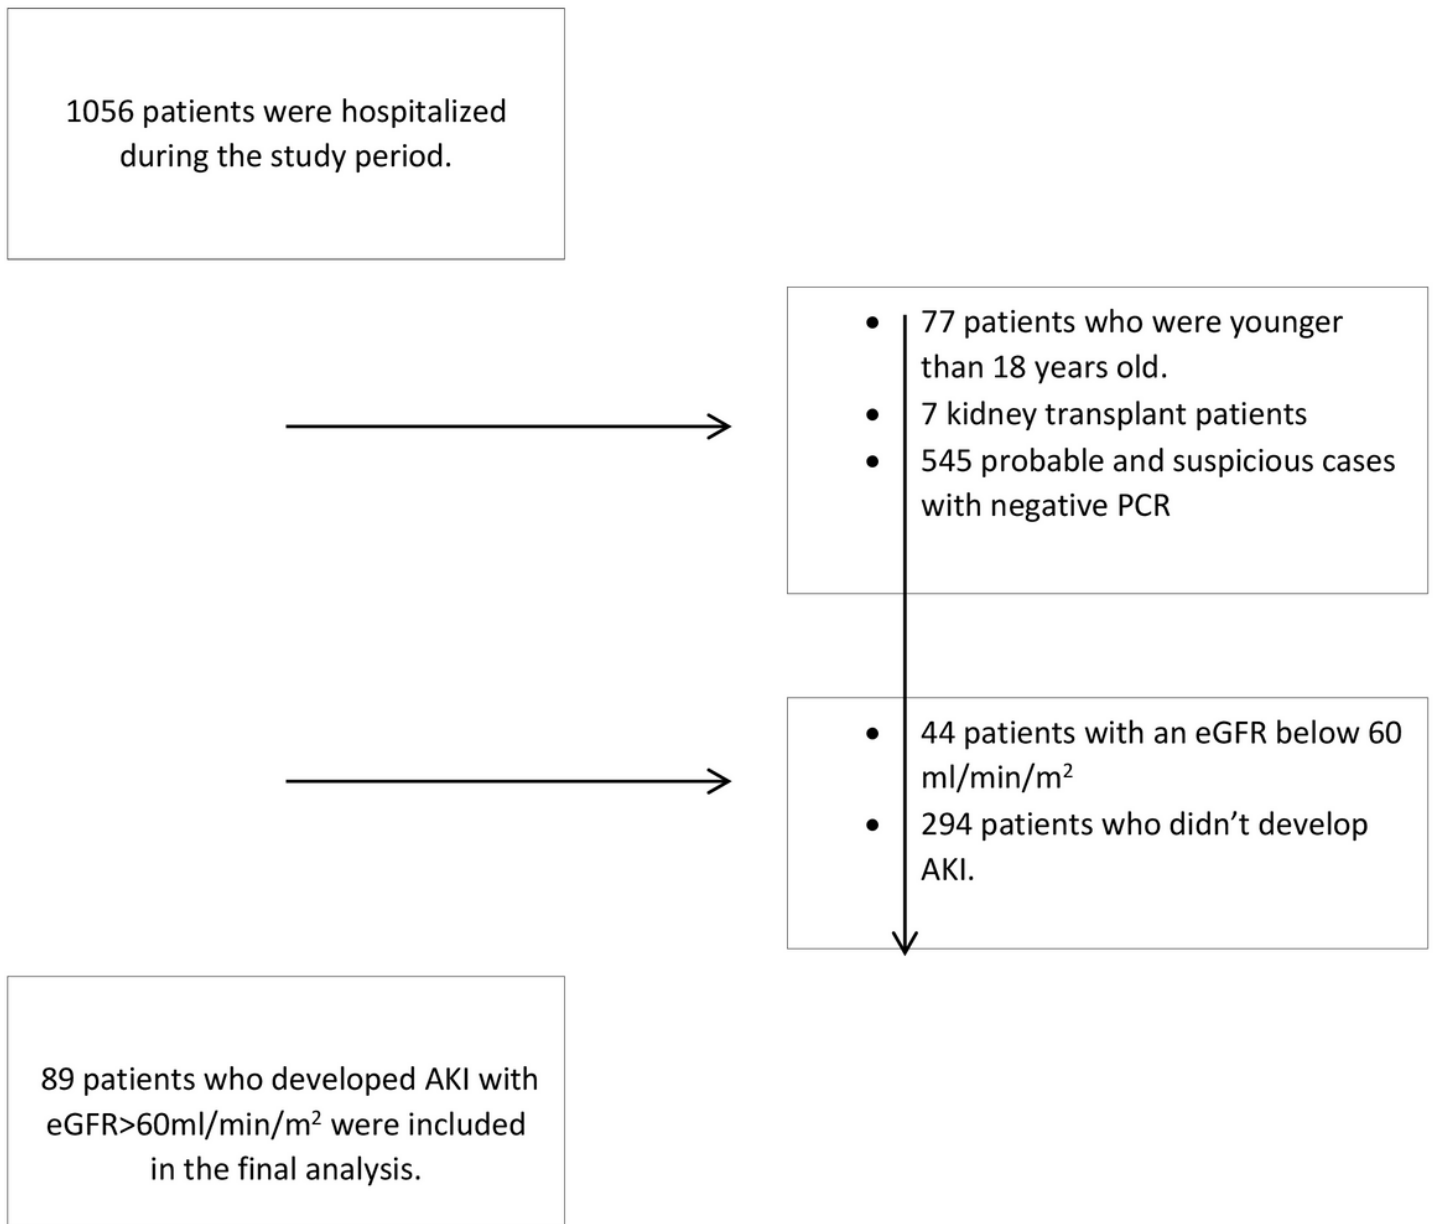 1056 patients were hospitalized
during the study period.
• 77 patients who were younger
than 18 years old.
• 7 kidney transplant patients
• 545 probable and suspicious cases
with negative PCR
• 44 patients with an eGFR below 60
ml/min/m²
• 294 patients who didn’t develop
AKI.
89 patients who developed AKI with
eGFR>60ml/min/m² were included
in the final analysis.